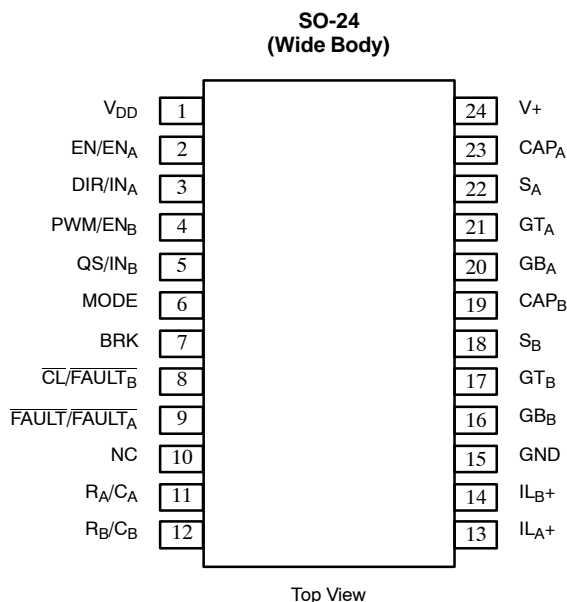 SO-24
(Wide Body)
V_DD 1 24 V+
EN/EN_A 2 23 CAP_A
DIR/IN_A 3 22 S_A
PWM/EN_B 4 21 GT_A
QS/IN_B 5 20 GB_A
MODE 6 19 CAP_B
BRK 7 18 S_B
CL/FAULT_B 8 17 GT_B
FAULT/FAULT_A 9 16 GB_B
NC 10 15 GND
R_A/C_A 11 14 IL_B+
R_B/C_B 12 13 IL_A+
Top View